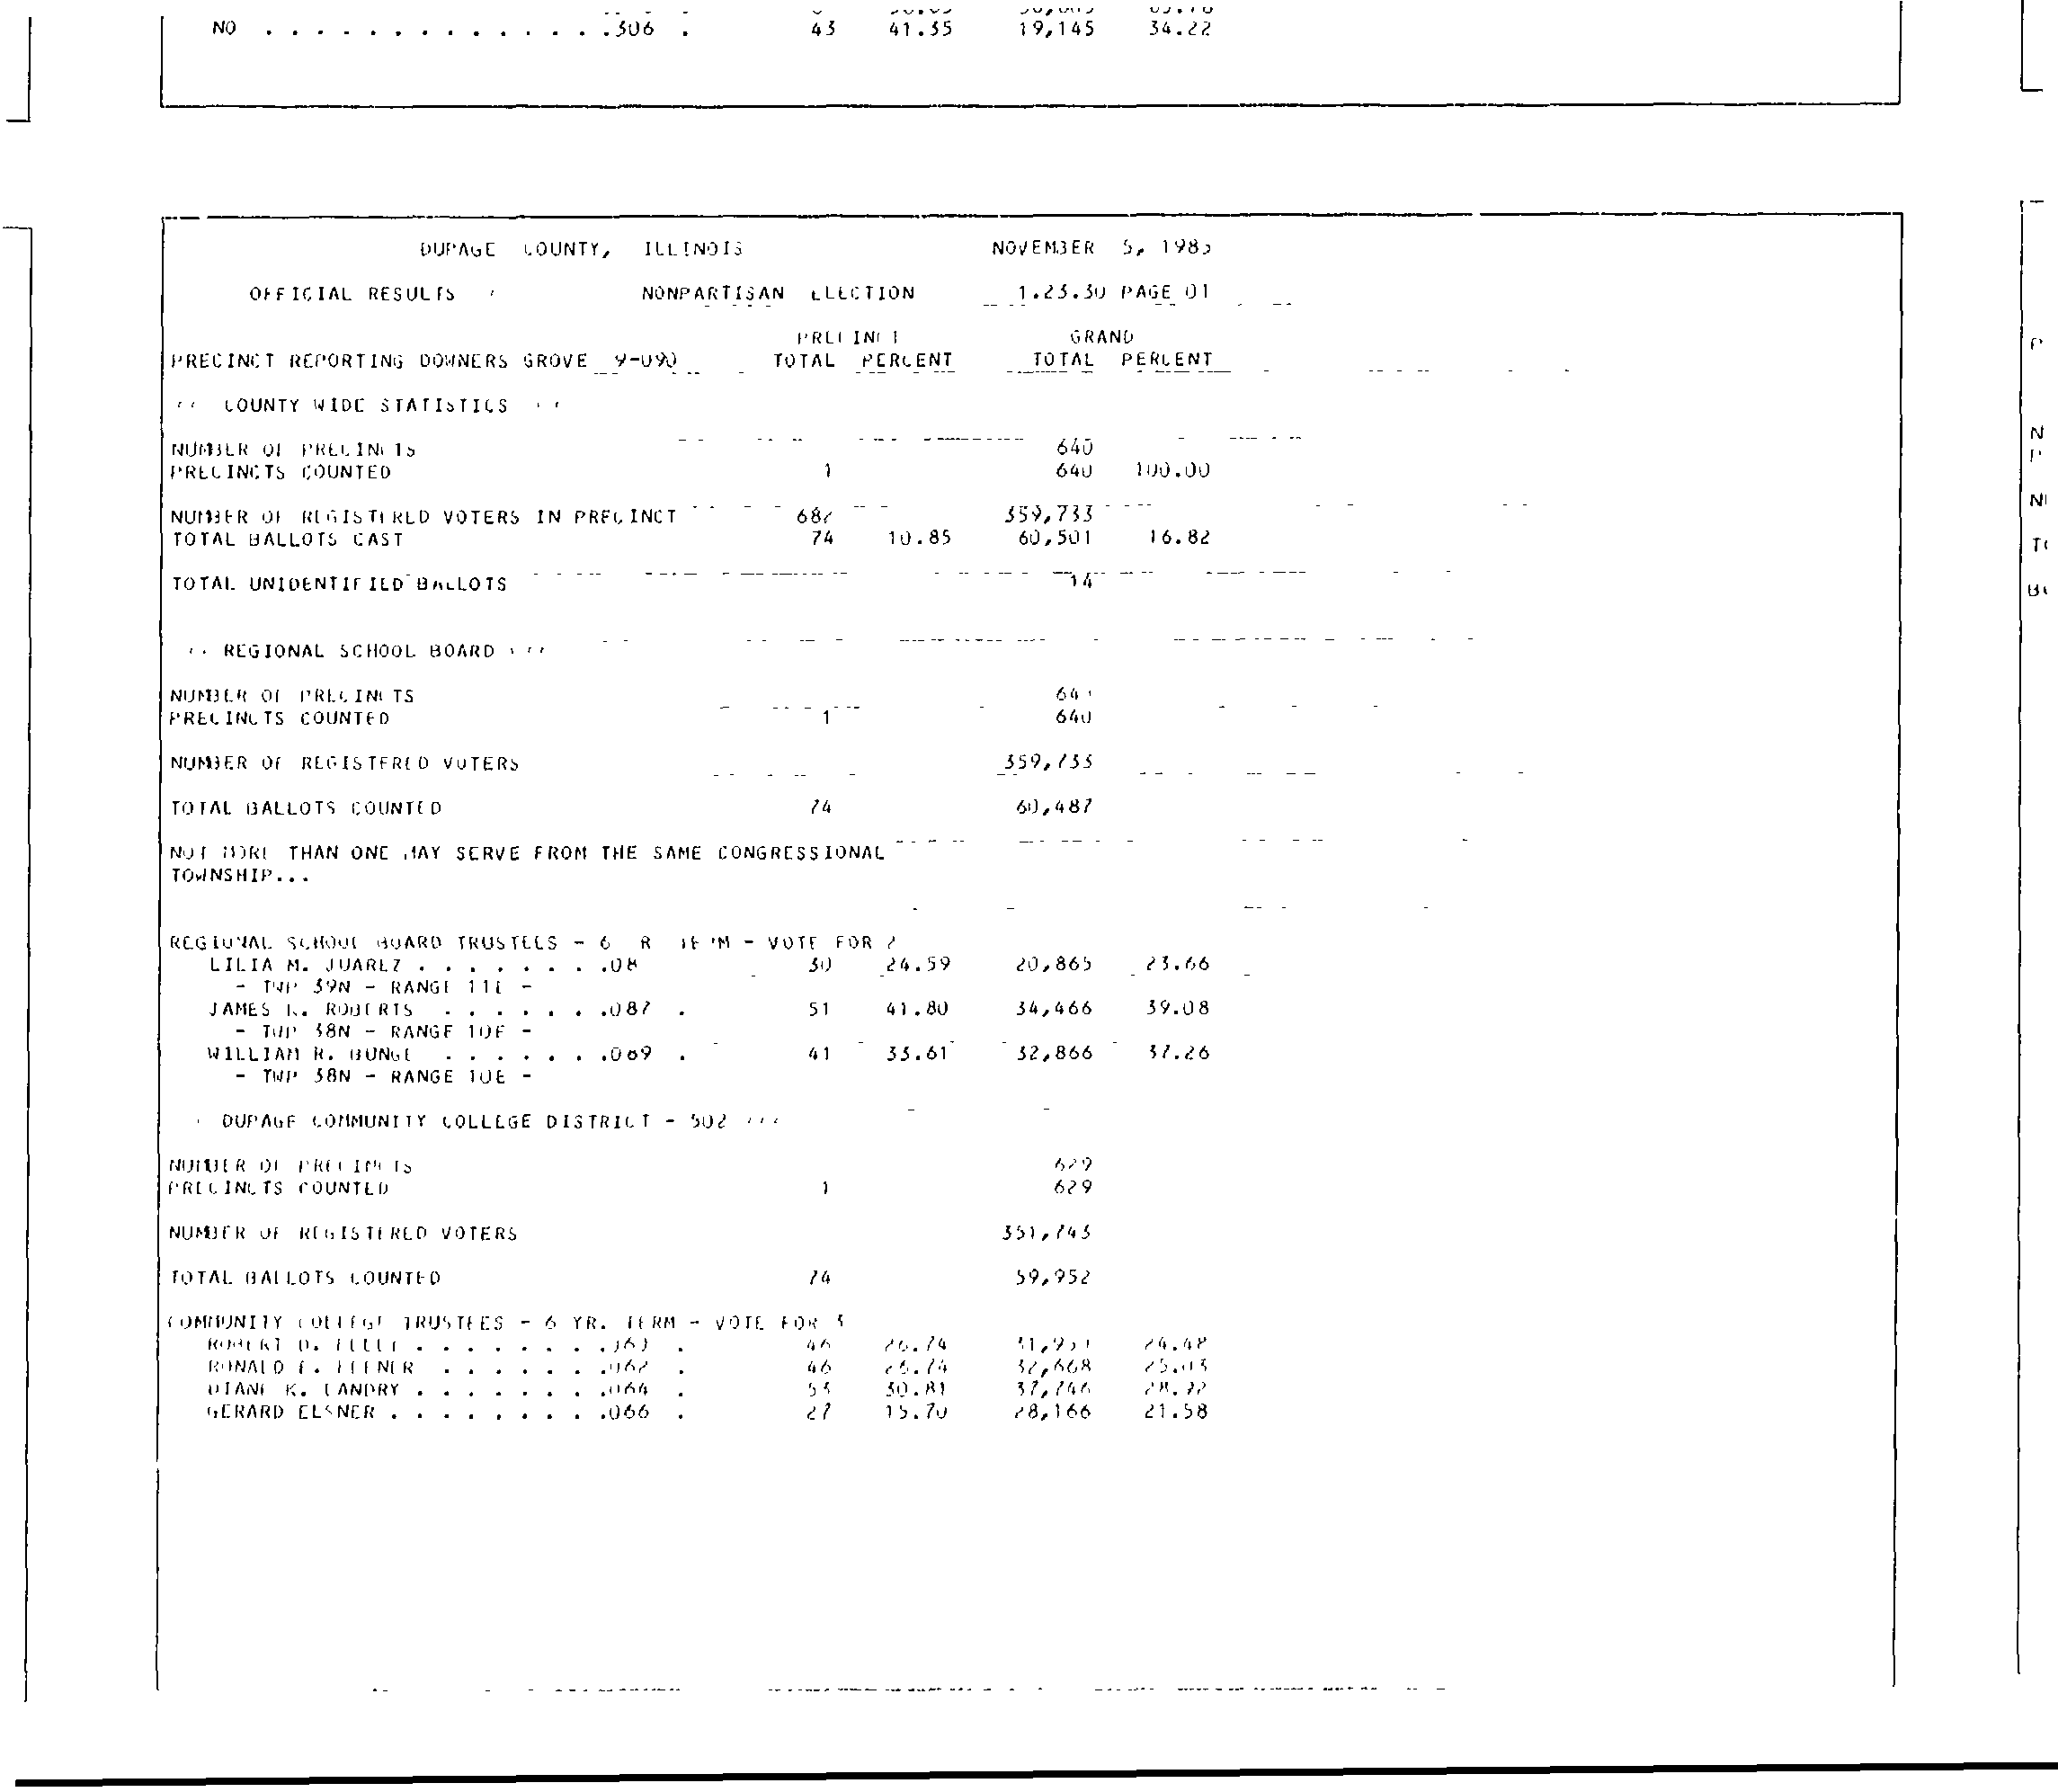 NO . . . . . . . . . . . . . . .306 . 43 41.35 19,145 34.22
DUPAGE COUNTY, ILLINOIS NOVEMBER 5, 1985
OFFICIAL RESULTS NONPARTISAN ELECTION 1.23.30 PAGE 01
PRECINCT GRAND
PRECINCT REPORTING DOWNERS GROVE 9-090 TOTAL PERCENT TOTAL PERCENT
COUNTY WIDE STATISTICS
NUMBER OF PRECINCTS 640
PRECINCTS COUNTED 1 640 100.00
NUMBER OF REGISTERED VOTERS IN PRECINCT 682 359,733
TOTAL BALLOTS CAST 74 10.85 60,501 16.82
TOTAL UNIDENTIFIED BALLOTS 14
REGIONAL SCHOOL BOARD
NUMBER OF PRECINCTS 640
PRECINCTS COUNTED 1 640
NUMBER OF REGISTERED VOTERS 359,733
TOTAL BALLOTS COUNTED 74 60,487
NOT MORE THAN ONE MAY SERVE FROM THE SAME CONGRESSIONAL
TOWNSHIP...
REGIONAL SCHOOL BOARD TRUSTEES - 6 YR TERM - VOTE FOR 2
LILIA M. JUAREZ . . . . . . . .08 30 24.59 20,865 23.66
- TWP 39N - RANGE 11E -
JAMES R. ROBERTS . . . . . . .087 . 51 41.80 34,466 39.08
- TWP 38N - RANGE 10E -
WILLIAM R. BUNGE . . . . . . .089 . 41 33.61 32,866 37.26
- TWP 38N - RANGE 10E -
DUPAGE COMMUNITY COLLEGE DISTRICT - 502
NUMBER OF PRECINCTS 629
PRECINCTS COUNTED 1 629
NUMBER OF REGISTERED VOTERS 351,743
TOTAL BALLOTS COUNTED 74 59,952
COMMUNITY COLLEGE TRUSTEES - 6 YR. TERM - VOTE FOR 3
ROBERT D. . . . . . . . . 46 26.74 24.48
RONALD E. . . . . . . . .062 . 46 26.74 32,668 25.03
DIANE K. LANDRY . . . . . . . .064 . 53 30.81 37,746 28.92
GERARD ELSNER . . . . . . . . .066 . 27 15.70 28,166 21.58